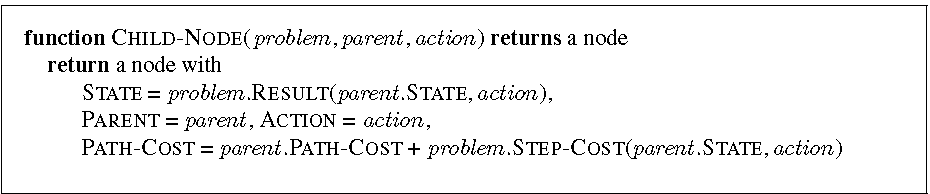 function CHILD-NODE(problem, parent, action) returns a node
return a node with
STATE = problem.RESULT(parent.STATE, action),
PARENT = parent, ACTION = action,
PATH-COST = parent.PATH-COST + problem.STEP-COST(parent.STATE, action)